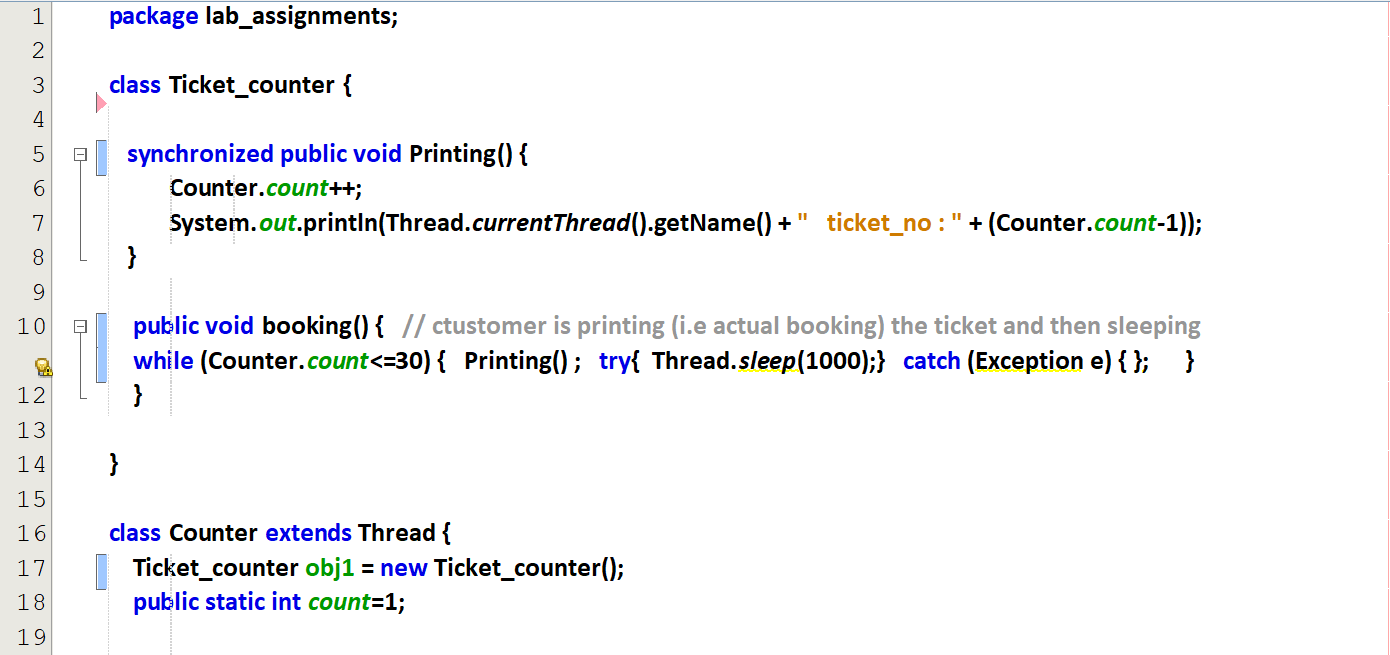 1 package lab_assignments;
2
3 class Ticket_counter {
4
5 synchronized public void Printing() {
6 Counter.count++;
7 System.out.println(Thread.currentThread().getName() + "   ticket_no : " + (Counter.count-1));
8 }
9
10 public void booking() {   // ctustomer is printing (i.e actual booking) the ticket and then sleeping
while (Counter.count<=30) {   Printing() ;   try{  Thread.sleep(1000);}   catch (Exception e) { };     }
12 }
13
14 }
15
16 class Counter extends Thread {
17 Ticket_counter obj1 = new Ticket_counter();
18 public static int count=1;
19